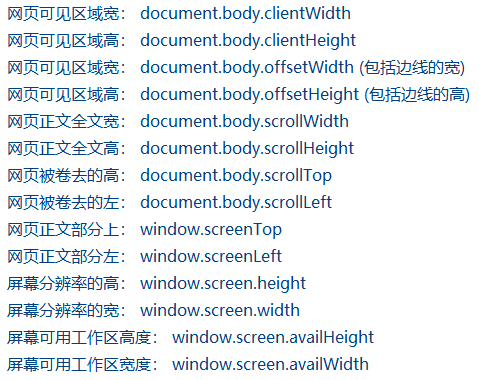 网页可见区域宽： document.body.clientWidth
网页可见区域高： document.body.clientHeight
网页可见区域宽： document.body.offsetWidth (包括边线的宽)
网页可见区域高： document.body.offsetHeight (包括边线的高)
网页正文全文宽： document.body.scrollWidth
网页正文全文高： document.body.scrollHeight
网页被卷去的高： document.body.scrollTop
网页被卷去的左： document.body.scrollLeft
网页正文部分上： window.screenTop
网页正文部分左： window.screenLeft
屏幕分辨率的高： window.screen.height
屏幕分辨率的宽： window.screen.width
屏幕可用工作区高度： window.screen.availHeight
屏幕可用工作区宽度： window.screen.availWidth